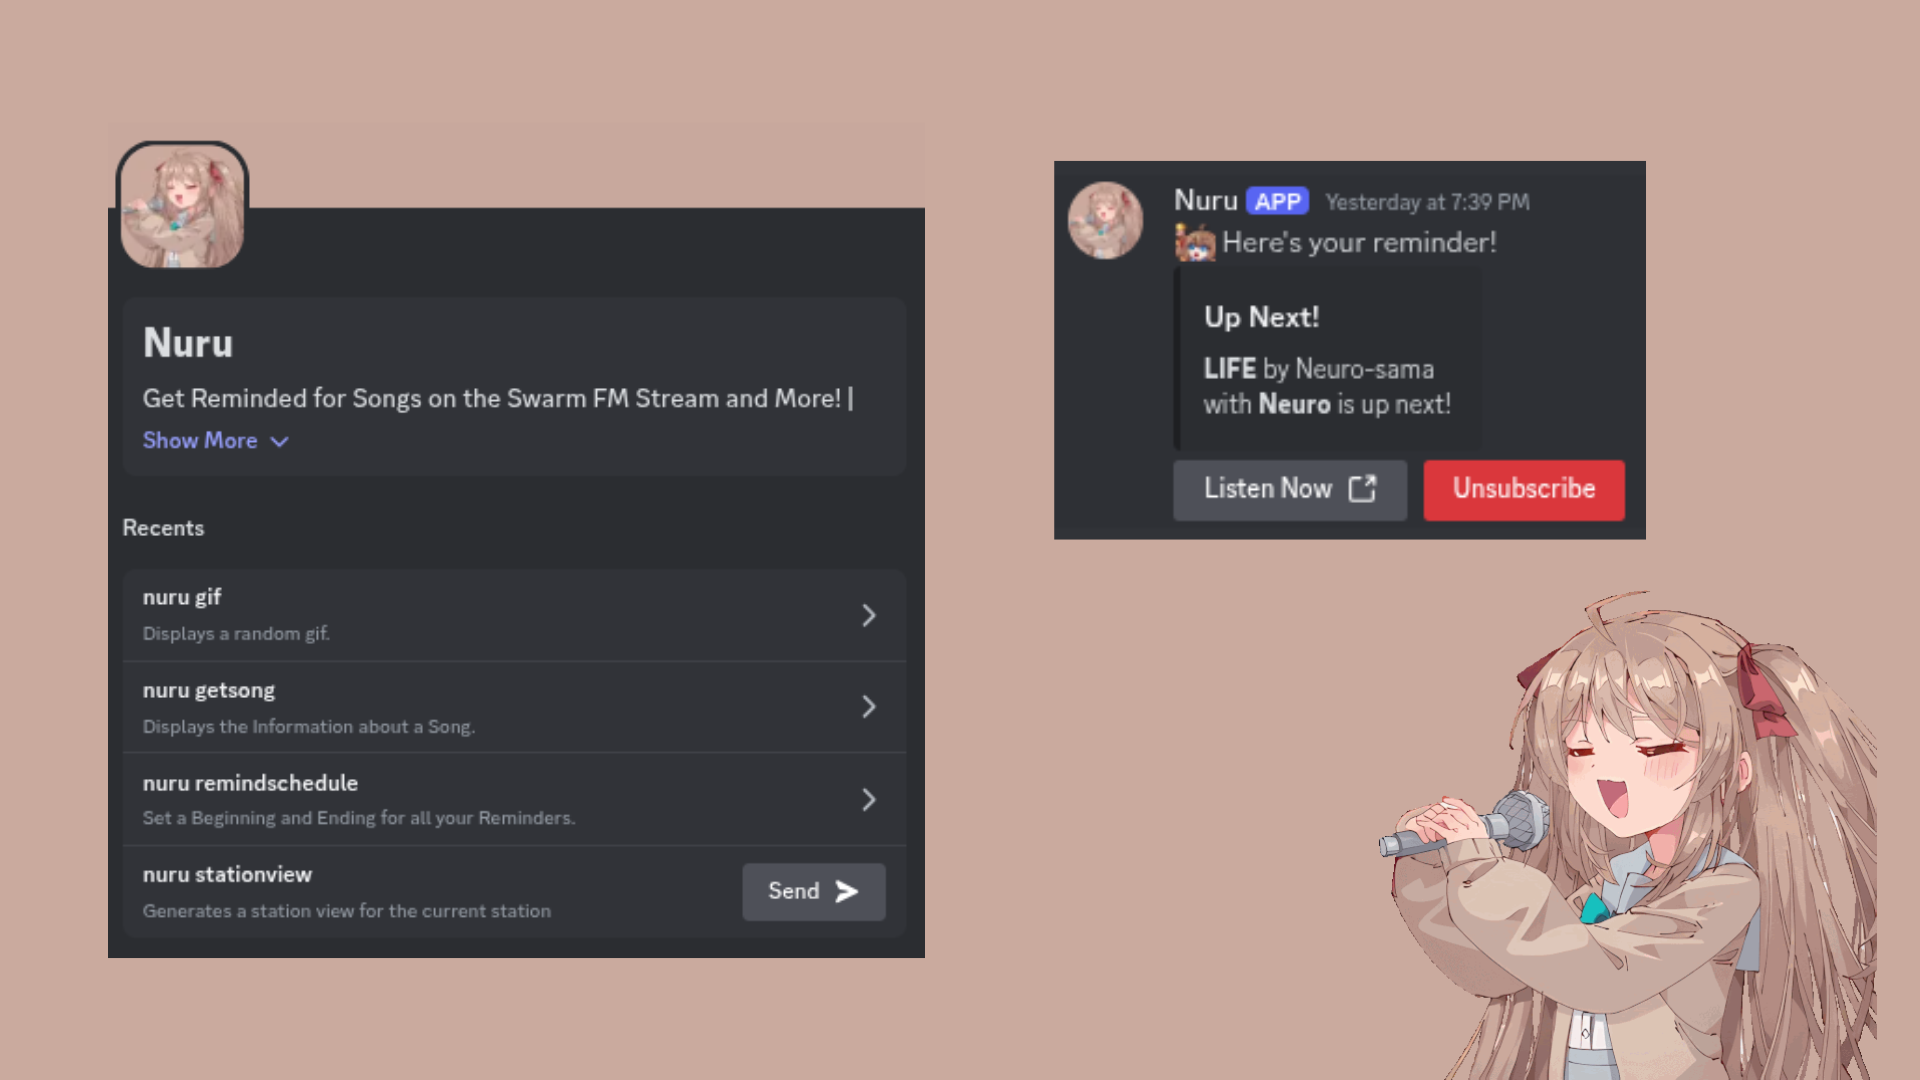 Nuru
Get Reminded for Songs on the Swarm FM Stream and More! |
Show More
Recents
nuru gif
Displays a random gif.
nuru getsong
Displays the Information about a Song.
nuru remindschedule
Set a Beginning and Ending for all your Reminders.
nuru stationview
Generates a station view for the current station
Send
Nuru APP Yesterday at 7:39 PM
Here's your reminder!
Up Next!
LIFE by Neuro-sama
with Neuro is up next!
Listen Now
Unsubscribe